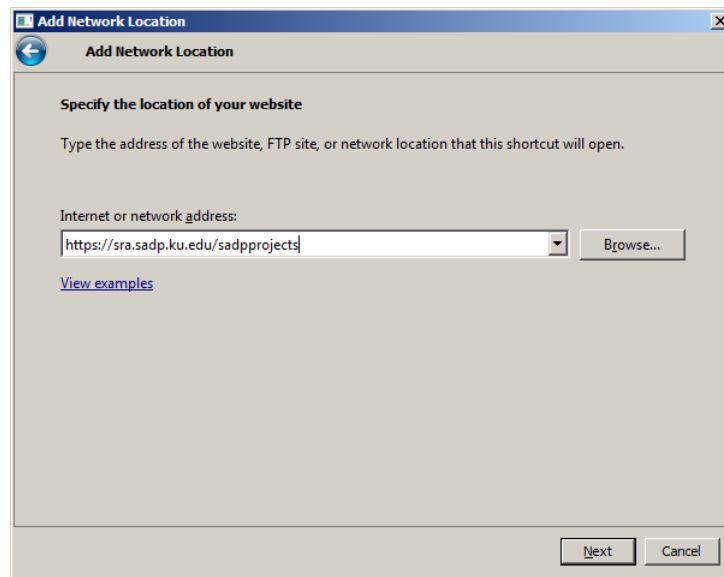 Add Network Location
Add Network Location
Specify the location of your website
Type the address of the website, FTP site, or network location that this shortcut will open.
Internet or network address:
https://sra.sadp.ku.edu/sadpprojects
Browse...
View examples
Next
Cancel